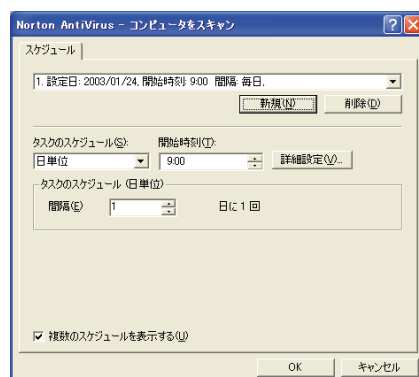 Norton AntiVirus - コンピュータをスキャン
スケジュール
1. 設定日: 2003/01/24, 開始時刻: 9:00 間隔: 毎日,
新規(N) 削除(D)
タスクのスケジュール(S): 開始時刻(T):
日単位 9:00 詳細設定(V)...
タスクのスケジュール (日単位)
間隔(E) 1 日に 1 回
複数のスケジュールを表示する(U)
OK キャンセル